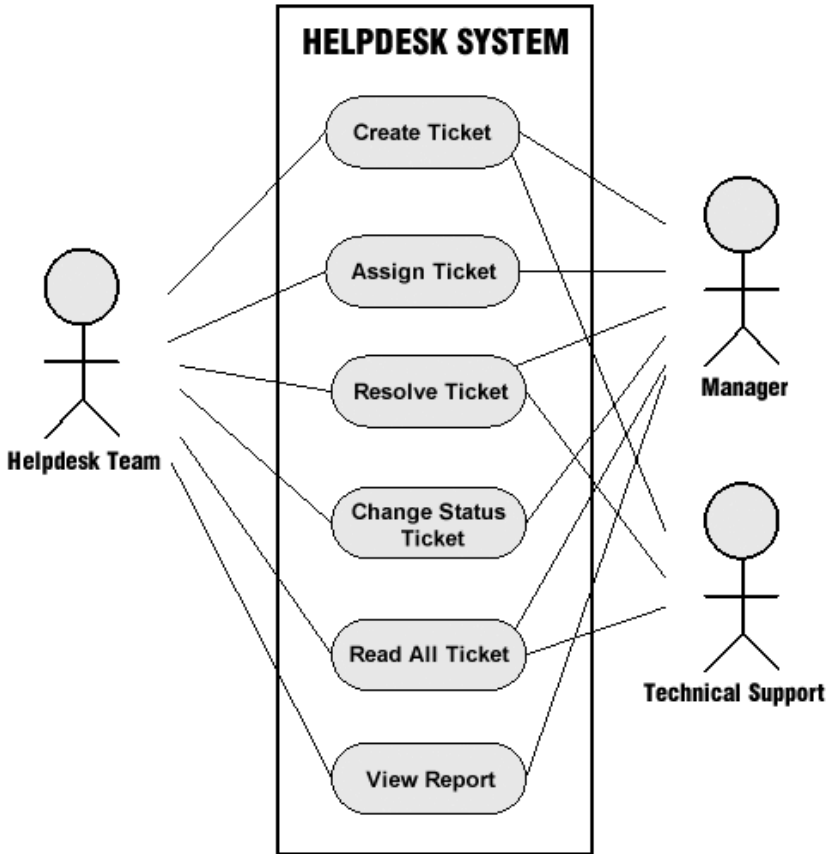 HELPDESK SYSTEM
Create Ticket
Assign Ticket
Resolve Ticket
Change Status
Ticket
Read All Ticket
View Report
Helpdesk Team
Manager
Technical Support